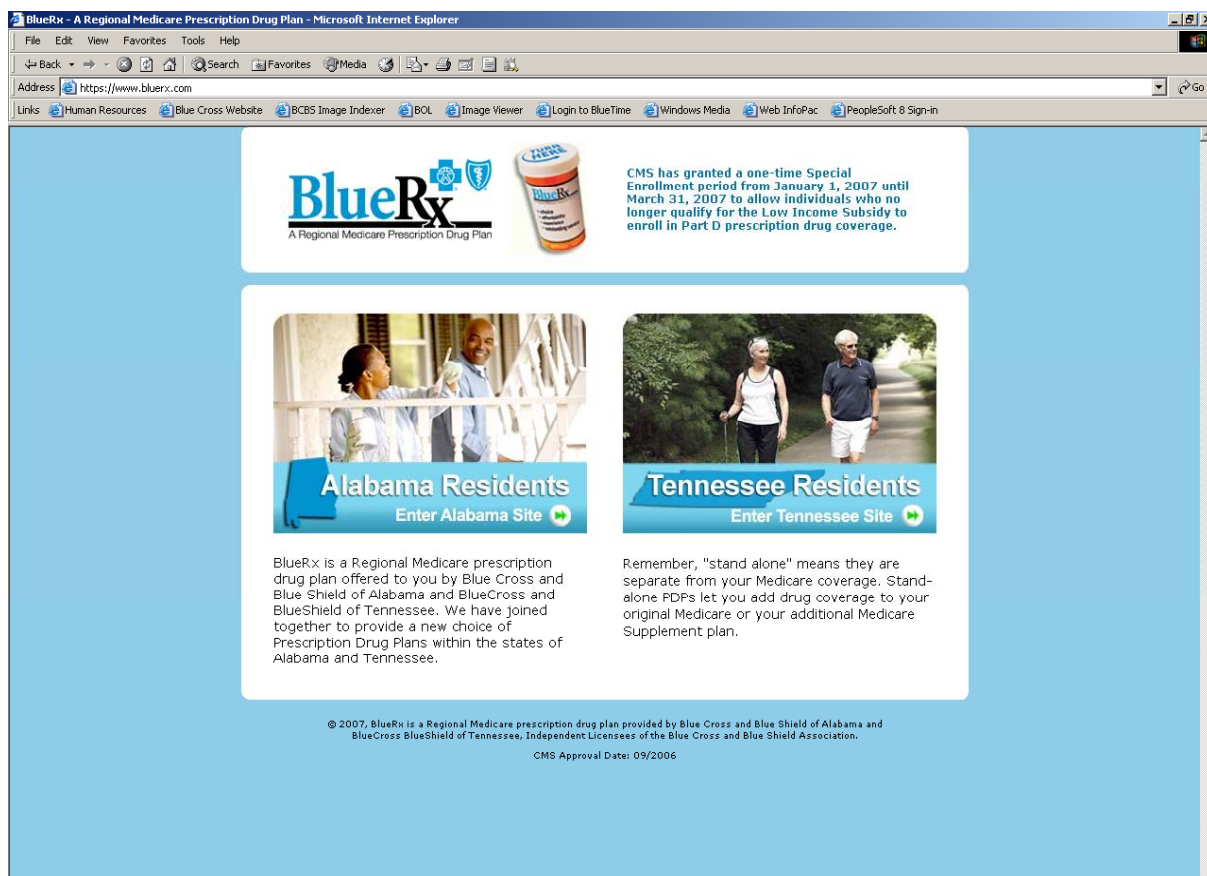 BlueRx - A Regional Medicare Prescription Drug Plan - Microsoft Internet Explorer
File Edit View Favorites Tools Help
Back Search Favorites Media
Address https://www.bluerx.com Go
Links Human Resources Blue Cross Website BCBS Image Indexer BOL Image Viewer Login to BlueTime Windows Media Web InfoPac PeopleSoft 8 Sign-in
BlueRx
A Regional Medicare Prescription Drug Plan
TURN
HERE
BlueRx
CMS has granted a one-time Special
Enrollment period from January 1, 2007 until
March 31, 2007 to allow individuals who no
longer qualify for the Low Income Subsidy to
enroll in Part D prescription drug coverage.
Alabama Residents
Enter Alabama Site
BlueRx is a Regional Medicare prescription
drug plan offered to you by Blue Cross and
Blue Shield of Alabama and BlueCross and
BlueShield of Tennessee. We have joined
together to provide a new choice of
Prescription Drug Plans within the states of
Alabama and Tennessee.
Tennessee Residents
Enter Tennessee Site
Remember, "stand alone" means they are
separate from your Medicare coverage. Stand-
alone PDPs let you add drug coverage to your
original Medicare or your additional Medicare
Supplement plan.
© 2007, BlueRx is a Regional Medicare prescription drug plan provided by Blue Cross and Blue Shield of Alabama and
BlueCross BlueShield of Tennessee, Independent Licensees of the Blue Cross and Blue Shield Association.
CMS Approval Date: 09/2006